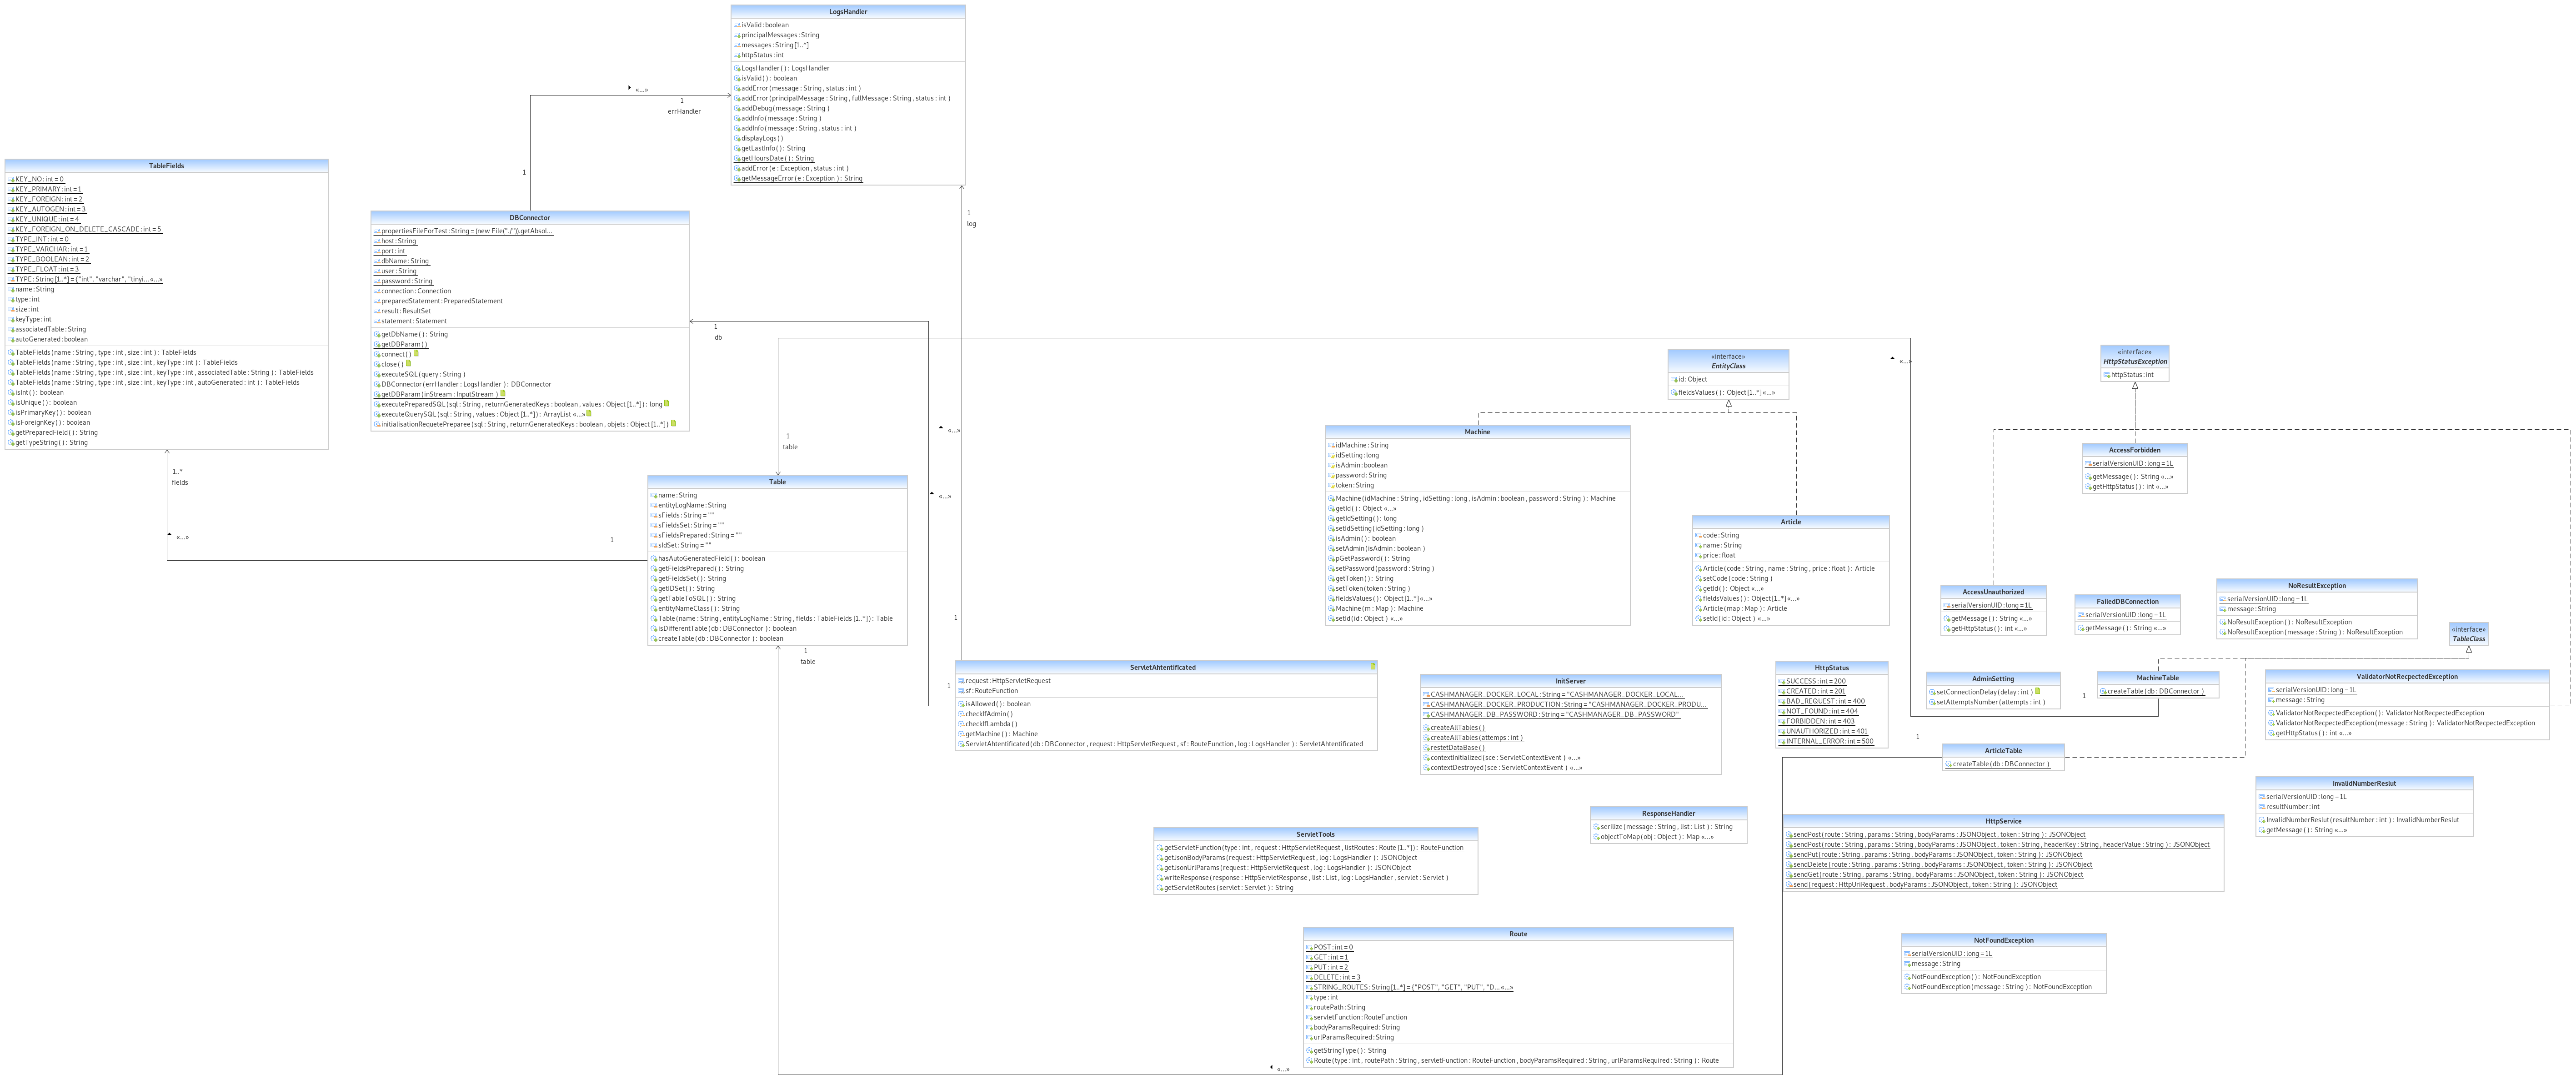 LogsHandler
isValid : boolean
principalMessages : String
messages : String [1..*]
httpStatus : int
LogsHandler ( ) : LogsHandler
isValid ( ) : boolean
addError ( message : String , status : int )
addError ( principalMessage : String , fullMessage : String , status : int )
addDebug ( message : String )
addInfo ( message : String )
addInfo ( message : String , status : int )
displayLogs ( )
getLastInfo ( ) : String
getHoursDate ( ) : String
addError ( e : Exception , status : int )
getMessageError ( e : Exception ) : String
«...»
1
errHandler
1
1
log
TableFields
KEY_NO : int = 0
KEY_PRIMARY : int = 1
KEY_FOREIGN : int = 2
KEY_AUTOGEN : int = 3
KEY_UNIQUE : int = 4
KEY_FOREIGN_ON_DELETE_CASCADE : int = 5
TYPE_INT : int = 0
TYPE_VARCHAR : int = 1
TYPE_BOOLEAN : int = 2
TYPE_FLOAT : int = 3
TYPE : String [1..*] = {"int", "varchar", "tinyi... «...»
name : String
type : int
size : int
keyType : int
associatedTable : String
autoGenerated : boolean
TableFields ( name : String , type : int , size : int ) : TableFields
TableFields ( name : String , type : int , size : int , keyType : int ) : TableFields
TableFields ( name : String , type : int , size : int , keyType : int , associatedTable : String ) : TableFields
TableFields ( name : String , type : int , size : int , keyType : int , autoGenerated : int ) : TableFields
isInt ( ) : boolean
isUnique ( ) : boolean
isPrimaryKey ( ) : boolean
isForeignKey ( ) : boolean
getPreparedField ( ) : String
getTypeString ( ) : String
1..*
fields
«...»
1
DBConnector
propertiesFileForTest : String = (new File("./")).getAbsol...
host : String
port : int
dbName : String
user : String
password : String
connection : Connection
preparedStatement : PreparedStatement
result : ResultSet
statement : Statement
getDbName ( ) : String
getDBParam ( )
connect ( )
close ( )
executeSQL ( query : String )
DBConnector ( errHandler : LogsHandler ) : DBConnector
getDBParam ( inStream : InputStream )
executePreparedSQL ( sql : String , returnGeneratedKeys : boolean , values : Object [1..*] ) : long
executeQuerySQL ( sql : String , values : Object [1..*] ) : ArrayList «...»
initialisationRequetePreparee ( sql : String , returnGeneratedKeys : boolean , objets : Object [1..*] )
1
db
1
table
«...»
«...»
Table
name : String
entityLogName : String
sFields : String = ""
sFieldsSet : String = ""
sFieldsPrepared : String = ""
sidSet : String = ""
hasAutoGeneratedField ( ) : boolean
getFieldsPrepared ( ) : String
getFieldsSet ( ) : String
getIDSet ( ) : String
getTableToSQL ( ) : String
entityNameClass ( ) : String
Table ( name : String , entityLogName : String , fields : TableFields [1..*] ) : Table
isDifferentTable ( db : DBConnector ) : boolean
createTable ( db : DBConnector ) : boolean
1
table
1
1
ServletAhtentificated
request : HttpServletRequest
sf : RouteFunction
isAllowed ( ) : boolean
checkIfAdmin ( )
checkIfLambda ( )
getMachine ( ) : Machine
ServletAhtentificated ( db : DBConnector , request : HttpServletRequest , sf : RouteFunction , log : LogsHandler ) : ServletAhtentificated
«interface»
EntityClass
id : Object
fieldsValues ( ) : Object [1..*] «...»
Machine
idMachine : String
idSetting : long
isAdmin : boolean
password : String
token : String
Machine ( idMachine : String , idSetting : long , isAdmin : boolean , password : String ) : Machine
getId ( ) : Object «...»
getIdSetting ( ) : long
setIdSetting ( idSetting : long )
isAdmin ( ) : boolean
setAdmin ( isAdmin : boolean )
pGetPassword ( ) : String
setPassword ( password : String )
getToken ( ) : String
setToken ( token : String )
fieldsValues ( ) : Object [1..*] «...»
Machine ( m : Map ) : Machine
setId ( id : Object ) «...»
Article
code : String
name : String
price : float
Article ( code : String , name : String , price : float ) : Article
setCode ( code : String )
getId ( ) : Object «...»
fieldsValues ( ) : Object [1..*] «...»
Article ( map : Map ) : Article
setId ( id : Object ) «...»
«...»
«interface»
HttpStatusException
httpStatus : int
AccessForbidden
serialVersionUID : long = 1L
getMessage ( ) : String «...»
getHttpStatus ( ) : int «...»
AccessUnauthorized
serialVersionUID : long = 1L
getMessage ( ) : String «...»
getHttpStatus ( ) : int «...»
FailedDBConnection
serialVersionUID : long = 1L
getMessage ( ) : String «...»
NoResultException
serialVersionUID : long = 1L
message : String
NoResultException ( ) : NoResultException
NoResultException ( message : String ) : NoResultException
«interface»
TableClass
InitServer
CASHMANAGER_DOCKER_LOCAL : String = "CASHMANAGER_DOCKER_LOCAL...
CASHMANAGER_DOCKER_PRODUCTION : String = "CASHMANAGER_DOCKER_PRODU...
CASHMANAGER_DB_PASSWORD : String = "CASHMANAGER_DB_PASSWORD"
createAllTables ( )
createAllTables ( attemps : int )
restetDataBase ( )
contextInitialized ( sce : ServletContextEvent ) «...»
contextDestroyed ( sce : ServletContextEvent ) «...»
HttpStatus
SUCCESS : int = 200
CREATED : int = 201
BAD_REQUEST : int = 400
NOT_FOUND : int = 404
FORBIDDEN : int = 403
UNAUTHORIZED : int = 401
INTERNAL_ERROR : int = 500
AdminSetting
setConnectionDelay ( delay : int )
setAttemptsNumber ( attempts : int )
MachineTable
createTable ( db : DBConnector )
1
ValidatorNotRecpectedException
serialVersionUID : long = 1L
message : String
ValidatorNotRecpectedException ( ) : ValidatorNotRecpectedException
ValidatorNotRecpectedException ( message : String ) : ValidatorNotRecpectedException
getHttpStatus ( ) : int «...»
1
ArticleTable
createTable ( db : DBConnector )
InvalidNumberReslut
serialVersionUID : long = 1L
resultNumber : int
InvalidNumberReslut ( resultNumber : int ) : InvalidNumberReslut
getMessage ( ) : String «...»
ResponseHandler
serilize ( message : String , list : List ) : String
objectToMap ( obj : Object ) : Map «...»
ServletTools
getServletFunction ( type : int , request : HttpServletRequest , listRoutes : Route [1..*] ) : RouteFunction
getJsonBodyParams ( request : HttpServletRequest , log : LogsHandler ) : JSONObject
getJsonUrlParams ( request : HttpServletRequest , log : LogsHandler ) : JSONObject
writeResponse ( response : HttpServletResponse , list : List , log : LogsHandler , servlet : Servlet )
getServletRoutes ( servlet : Servlet ) : String
HttpService
sendPost ( route : String , params : String , bodyParams : JSONObject , token : String ) : JSONObject
sendPost ( route : String , params : String , bodyParams : JSONObject , token : String , headerKey : String , headerValue : String ) : JSONObject
sendPut ( route : String , params : String , bodyParams : JSONObject , token : String ) : JSONObject
sendDelete ( route : String , params : String , bodyParams : JSONObject , token : String ) : JSONObject
sendGet ( route : String , params : String , bodyParams : JSONObject , token : String ) : JSONObject
send ( request : HttpUriRequest , bodyParams : JSONObject , token : String ) : JSONObject
Route
POST : int = 0
GET : int = 1
PUT : int = 2
DELETE : int = 3
STRING_ROUTES : String [1..*] = {"POST", "GET", "PUT", "D... «...»
type : int
routePath : String
servletFunction : RouteFunction
bodyParamsRequired : String
urlParamsRequired : String
getStringType ( ) : String
Route ( type : int , routePath : String , servletFunction : RouteFunction , bodyParamsRequired : String , urlParamsRequired : String ) : Route
«...»
NotFoundException
serialVersionUID : long = 1L
message : String
NotFoundException ( ) : NotFoundException
NotFoundException ( message : String ) : NotFoundException